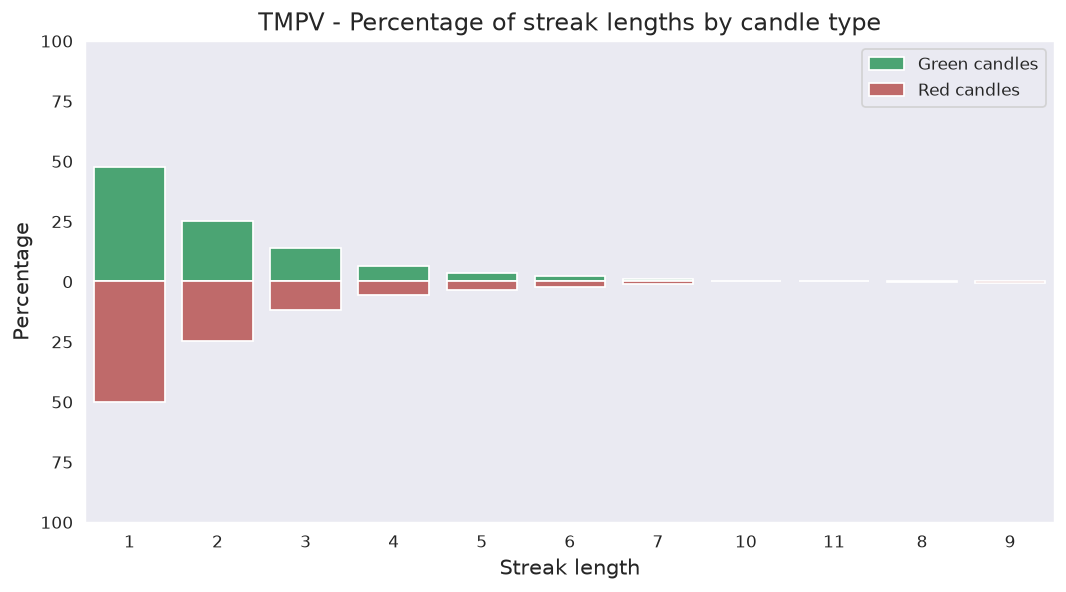 TMPV - Percentage of streak lengths by candle type
Green candles
Red candles
Percentage
100
75
50
25
0
25
50
75
100
1 2 3 4 5 6 7 10 11 8 9
Streak length